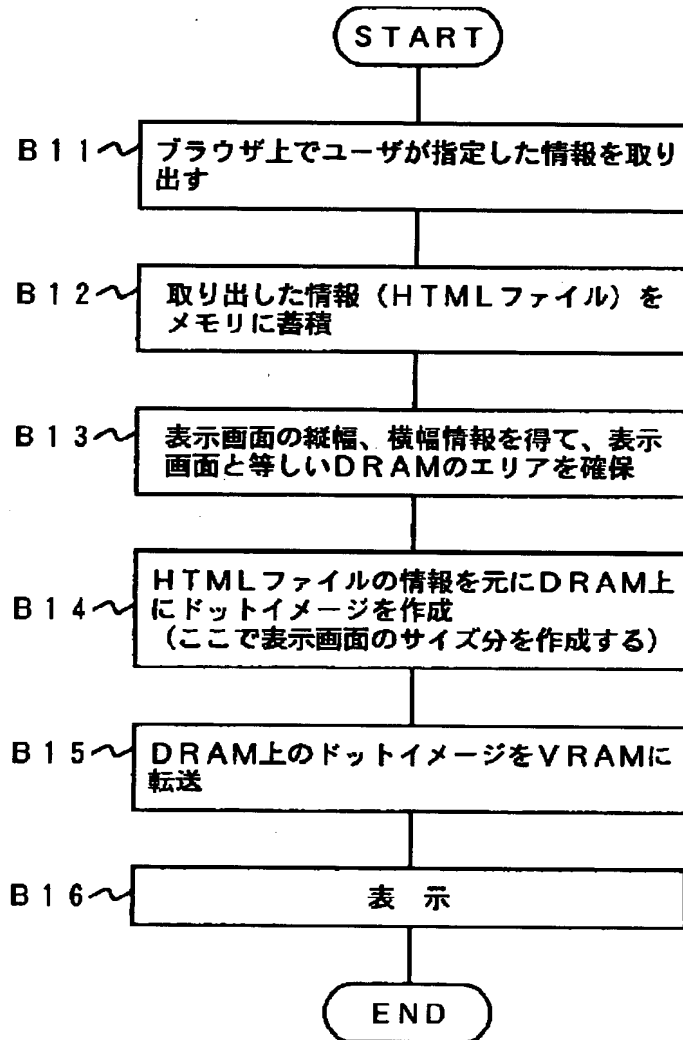 ＳＴＡＲＴ
Ｂ１１
ブラウザ上でユーザが指定した情報を取り
出す
Ｂ１２
取り出した情報（ＨＴＭＬファイル）を
メモリに蓄積
Ｂ１３
表示画面の縦幅、横幅情報を得て、表示
画面と等しいＤＲＡＭのエリアを確保
Ｂ１４
ＨＴＭＬファイルの情報を元にＤＲＡＭ上
にドットイメージを作成
（ここで表示画面のサイズ分を作成する）
Ｂ１５
ＤＲＡＭ上のドットイメージをＶＲＡＭに
転送
Ｂ１６
表　示
ＥＮＤ